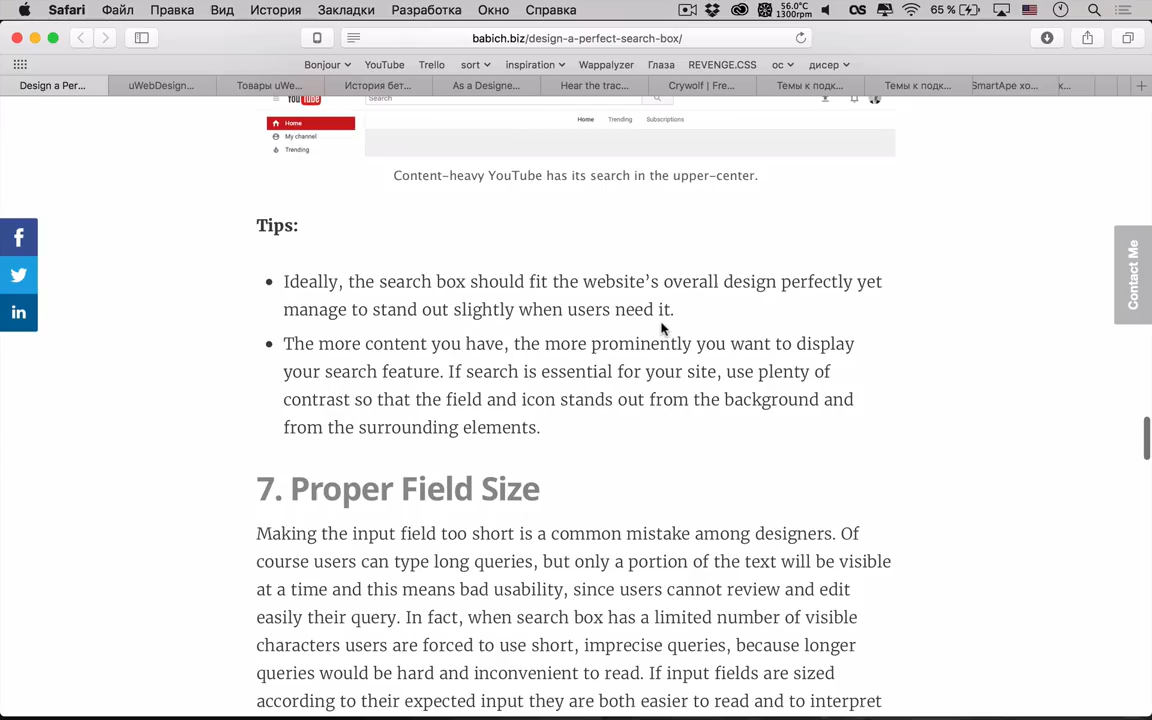 Safari Файл Правка Вид История Закладки Разработка Окно Справка 56.0°C 1300rpm 65 %
babich.biz/design-a-perfect-search-box/
Bonjour YouTube Trello sort inspiration Wappalyzer Глаза REVENGE.CSS ос дисер
Design a Per... uWebDesign... Товары uWe... История бет... As a Designe... Hear the trac... Crywolf | Fre... Темы к подк... Темы к подк... SmartApe хо... к...
YouTube Search
Home Home Trending Subscriptions
My channel
Trending
Content-heavy YouTube has its search in the upper-center.
Tips:
• Ideally, the search box should fit the website’s overall design perfectly yet
manage to stand out slightly when users need it.
• The more content you have, the more prominently you want to display
your search feature. If search is essential for your site, use plenty of
contrast so that the field and icon stands out from the background and
from the surrounding elements.
7. Proper Field Size
Making the input field too short is a common mistake among designers. Of
course users can type long queries, but only a portion of the text will be visible
at a time and this means bad usability, since users cannot review and edit
easily their query. In fact, when search box has a limited number of visible
characters users are forced to use short, imprecise queries, because longer
queries would be hard and inconvenient to read. If input fields are sized
according to their expected input they are both easier to read and to interpret
f
in
Contact Me